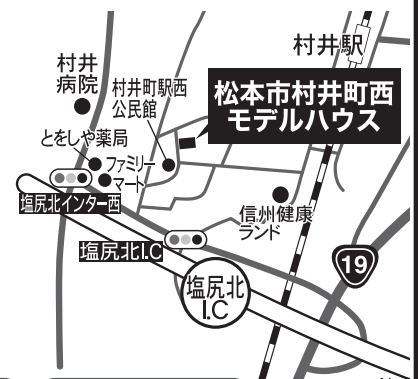 村井駅
村井
病院
村井町駅西
公民館
松本市村井町西
モデルハウス
とをしや薬局
ファミリー
マート
塩尻北インター西
信州健康
ランド
塩尻北I.C
塩尻北
I.C
19